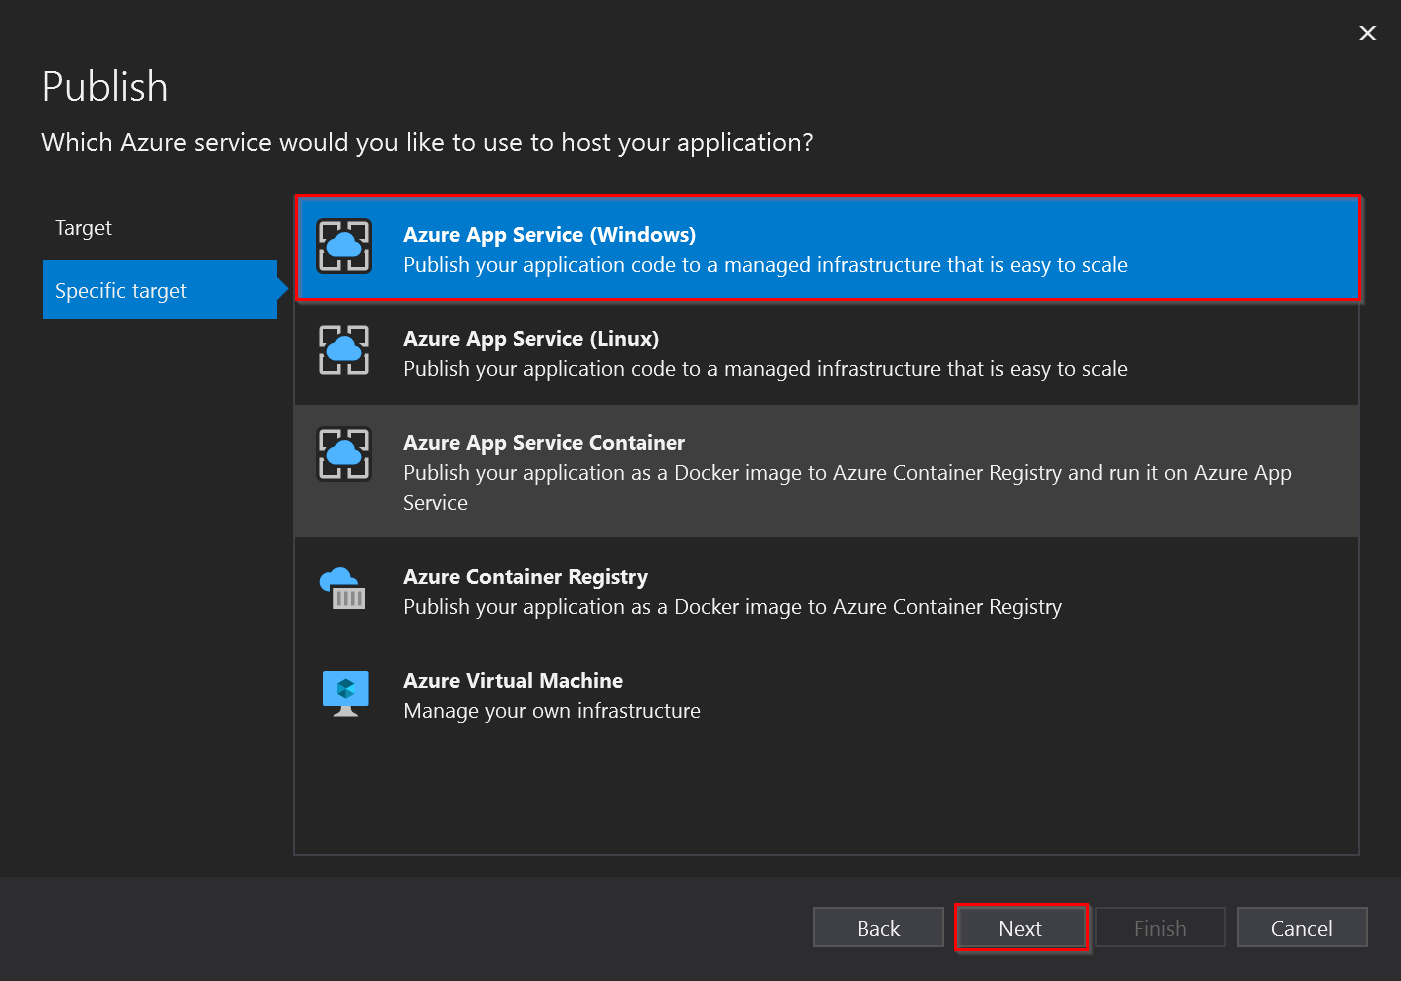 Publish
Which Azure service would you like to use to host your application?
Target
Specific target
Azure App Service (Windows)
Publish your application code to a managed infrastructure that is easy to scale
Azure App Service (Linux)
Publish your application code to a managed infrastructure that is easy to scale
Azure App Service Container
Publish your application as a Docker image to Azure Container Registry and run it on Azure App
Service
Azure Container Registry
Publish your application as a Docker image to Azure Container Registry
Azure Virtual Machine
Manage your own infrastructure
Back
Next
Finish
Cancel